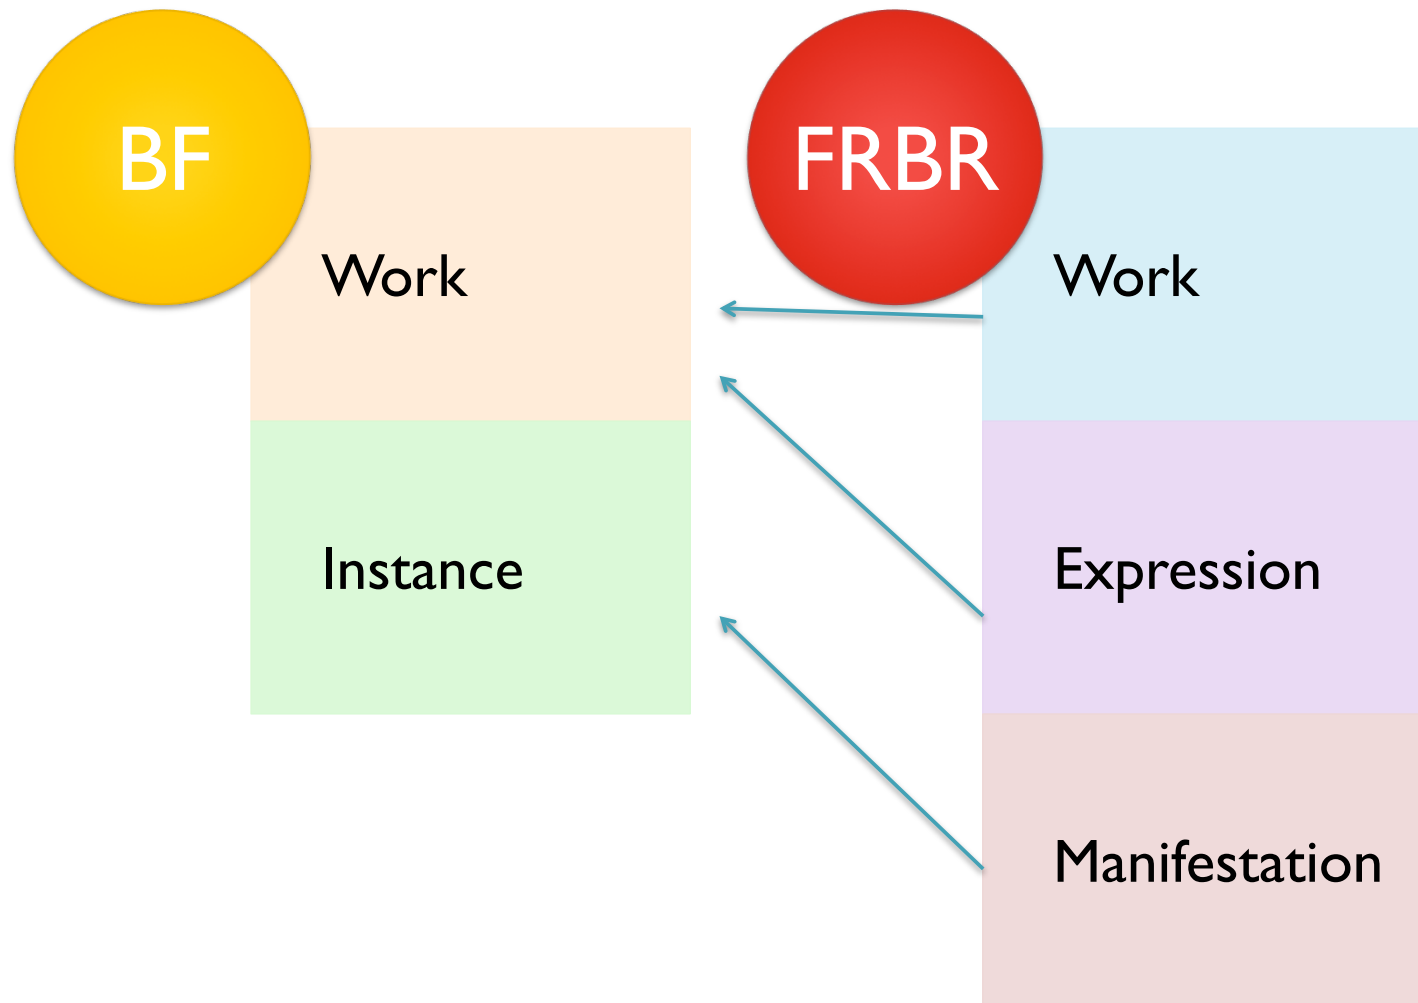 BF
Work
Instance
FRBR
Work
Expression
Manifestation